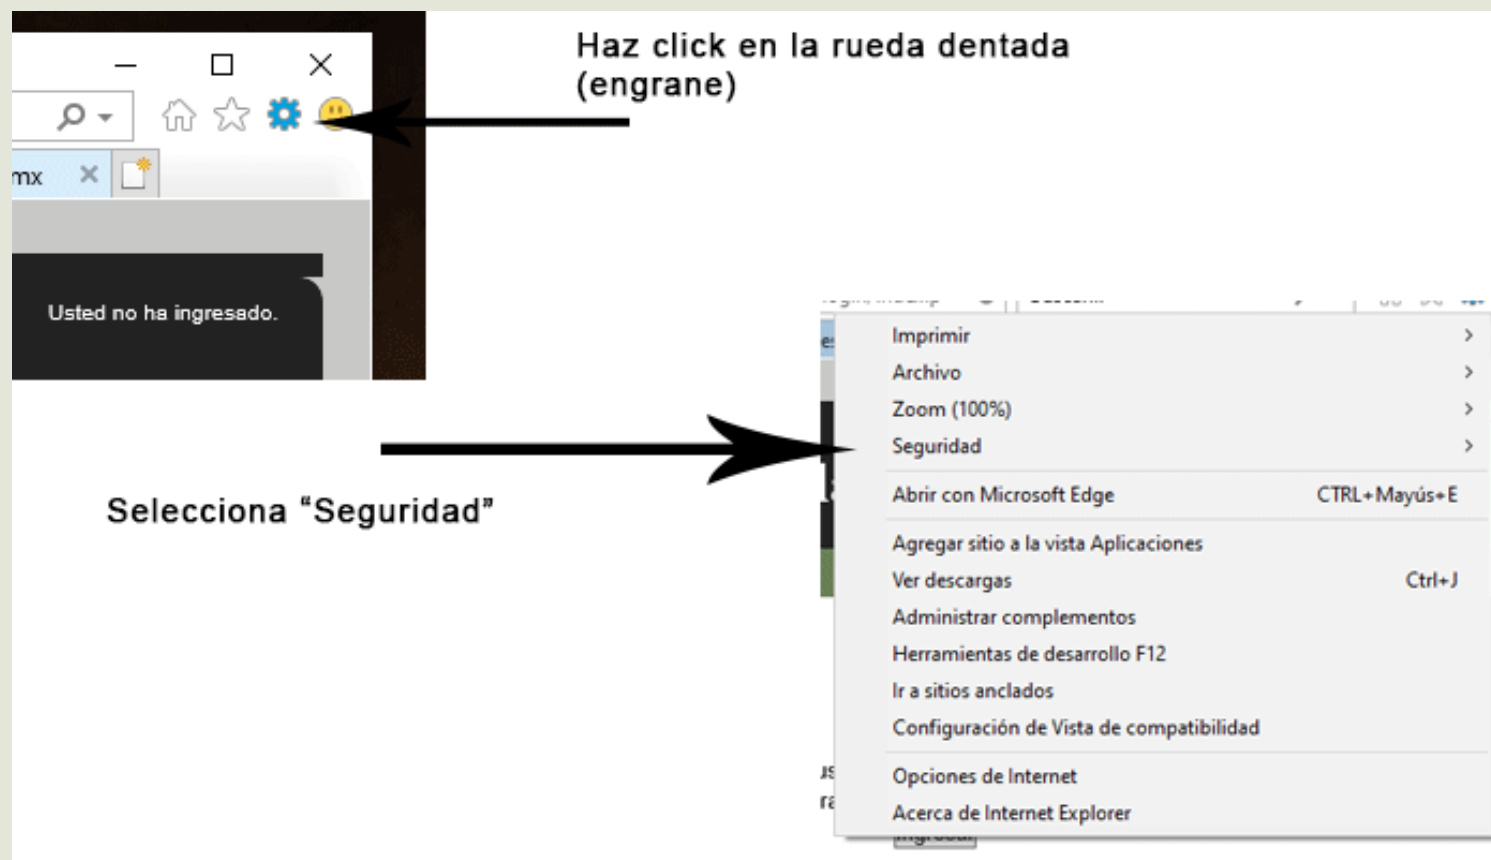 Haz click en la rueda dentada
(engrane)
mx
Usted no ha ingresado.
Selecciona “Seguridad”
Imprimir
Archivo
Zoom (100%)
Seguridad
Abrir con Microsoft Edge CTRL+Mayús+E
Agregar sitio a la vista Aplicaciones
Ver descargas Ctrl+J
Administrar complementos
Herramientas de desarrollo F12
Ir a sitios anclados
Configuración de Vista de compatibilidad
Opciones de Internet
Acerca de Internet Explorer